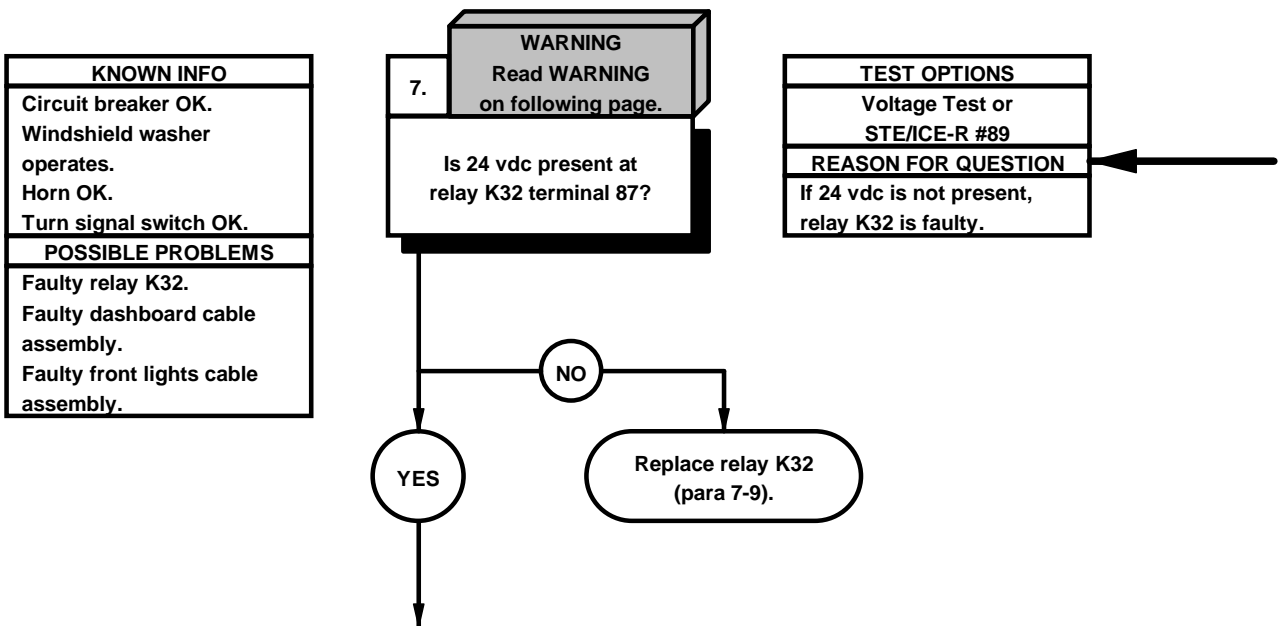 KNOWN INFO
Circuit breaker OK.
Windshield washer
operates.
Horn OK.
Turn signal switch OK.
POSSIBLE PROBLEMS
Faulty relay K32.
Faulty dashboard cable
assembly.
Faulty front lights cable
assembly.
WARNING
Read WARNING
on following page.
7.
Is 24 vdc present at
relay K32 terminal 87?
TEST OPTIONS
Voltage Test or
STE/ICE-R #89
REASON FOR QUESTION
If 24 vdc is not present,
relay K32 is faulty.
NO
YES
Replace relay K32
(para 7-9).